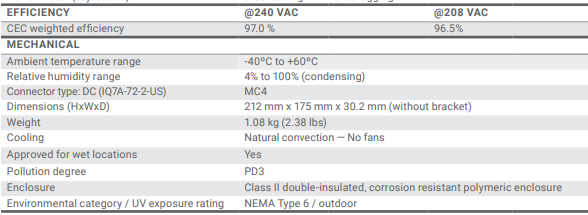 EFFICIENCY @240 VAC @208 VAC
CEC weighted efficiency 97.0 % 96.5%
MECHANICAL
Ambient temperature range -40ºC to +60ºC
Relative humidity range 4% to 100% (condensing)
Connector type: DC (IQ7A-72-2-US) MC4
Dimensions (HxWxD) 212 mm x 175 mm x 30.2 mm (without bracket)
Weight 1.08 kg (2.38 lbs)
Cooling Natural convection — No fans
Approved for wet locations Yes
Pollution degree PD3
Enclosure Class II double-insulated, corrosion resistant polymeric enclosure
Environmental category / UV exposure rating NEMA Type 6 / outdoor